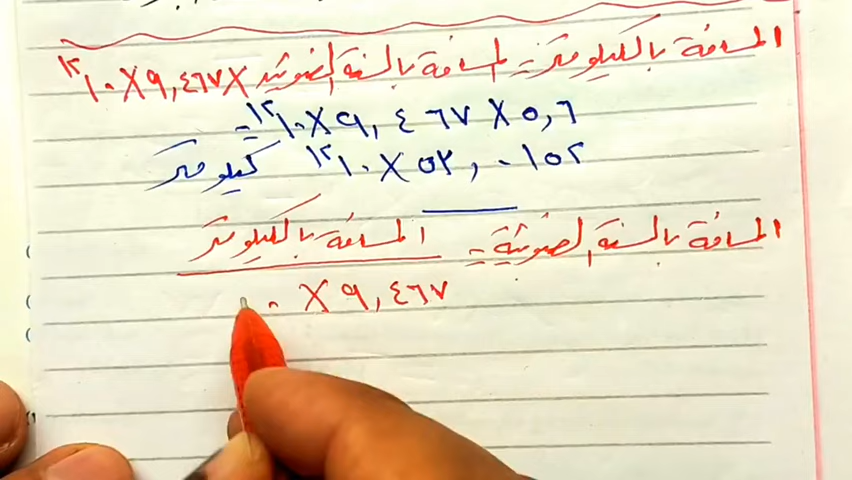 المسافة بالكيلومتر = المسافة بالسنة الضوئية × ٩,٤٦٧ × ١٠^١٢
٥,٦ × ٩,٤٦٧ × ١٠^١٢ =
٥٣,٠١٥٢ × ١٠^١٢ كيلومتر
المسافة بالسنة الضوئية = المسافة بالكيلومتر
٩,٤٦٧ × ٠